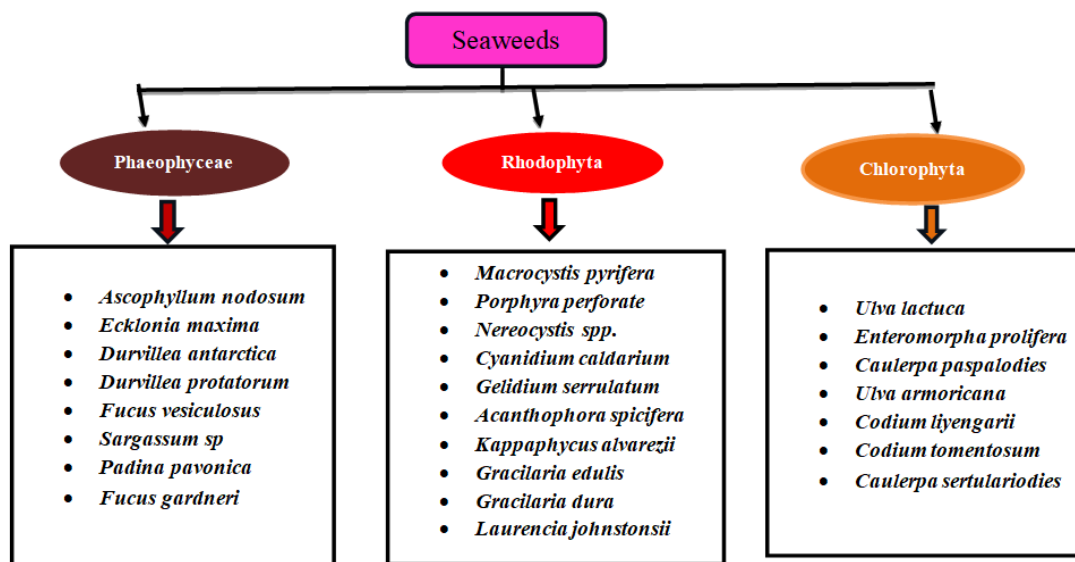 Seaweeds
Phaeophyceae
Rhodophyta
Chlorophyta
• Ascophyllum nodosum
• Ecklonia maxima
• Durvillea antarctica
• Durvillea protatorum
• Fucus vesiculosus
• Sargassum sp
• Padina pavonica
• Fucus gardneri
• Macrocystis pyrifera
• Porphyra perforate
• Nereocystis spp.
• Cyanidium caldarium
• Gelidium serrulatum
• Acanthophora spicifera
• Kappaphycus alvarezii
• Gracilaria edulis
• Gracilaria dura
• Laurencia johnstonsii
• Ulva lactuca
• Enteromorpha prolifera
• Caulerpa paspalodies
• Ulva armoricana
• Codium liyengarii
• Codium tomentosum
• Caulerpa sertulariodies